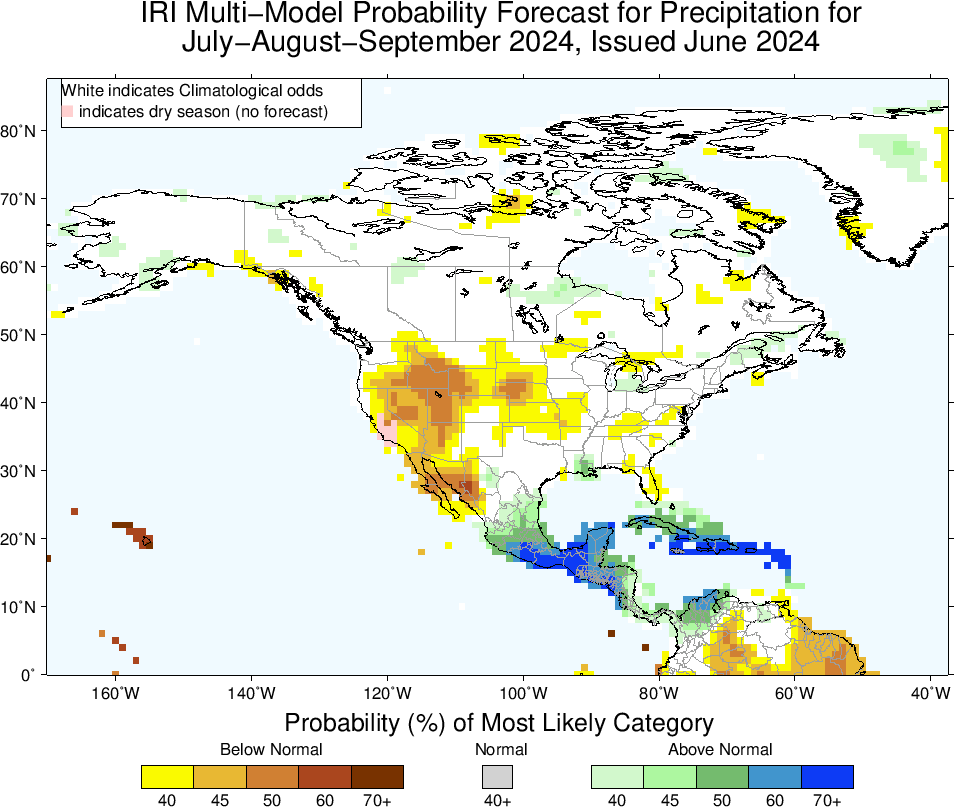 IRI Multi−Model Probability Forecast for Precipitation for
July−August−September 2024, Issued June 2024
White indicates Climatological odds
indicates dry season (no forecast)
80˚N
70˚N
60˚N
50˚N
40˚N
30˚N
20˚N
10˚N
0˚
160˚W 140˚W 120˚W 100˚W 80˚W 60˚W 40˚W
Probability (%) of Most Likely Category
Below Normal Normal Above Normal
40 45 50 60 70+ 40+ 40 45 50 60 70+